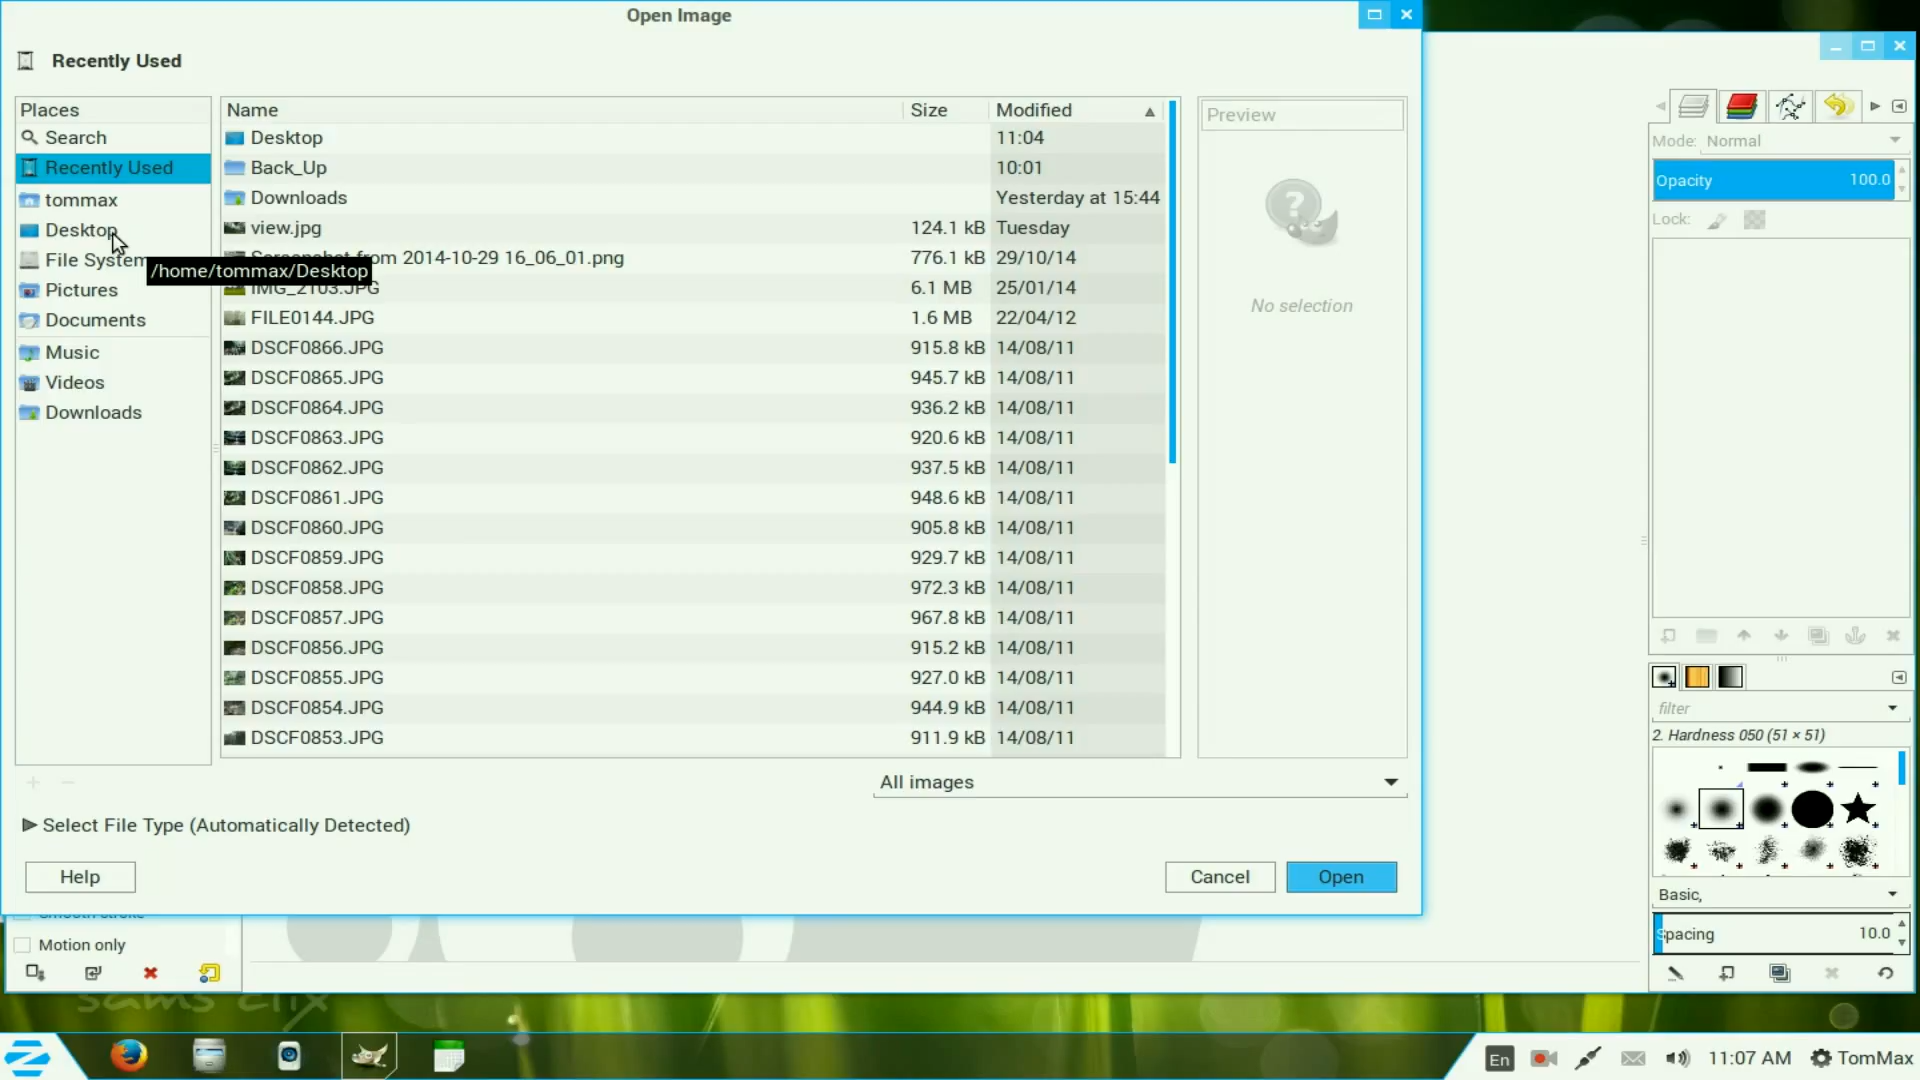 Open Image
Recently Used
Places
Search
Recently Used
tommax
Desktop
File System
Pictures
Documents
Music
Videos
Downloads
/home/tommax/Desktop
Name Size Modified
Desktop 11:04
Back_Up 10:01
Downloads Yesterday at 15:44
view.jpg 124.1 kB Tuesday
Screenshot from 2014-10-29 16_06_01.png 776.1 kB 29/10/14
IMG_2103.JPG 6.1 MB 25/01/14
FILE0144.JPG 1.6 MB 22/04/12
DSCF0866.JPG 915.8 kB 14/08/11
DSCF0865.JPG 945.7 kB 14/08/11
DSCF0864.JPG 936.2 kB 14/08/11
DSCF0863.JPG 920.6 kB 14/08/11
DSCF0862.JPG 937.5 kB 14/08/11
DSCF0861.JPG 948.6 kB 14/08/11
DSCF0860.JPG 905.8 kB 14/08/11
DSCF0859.JPG 929.7 kB 14/08/11
DSCF0858.JPG 972.3 kB 14/08/11
DSCF0857.JPG 967.8 kB 14/08/11
DSCF0856.JPG 915.2 kB 14/08/11
DSCF0855.JPG 927.0 kB 14/08/11
DSCF0854.JPG 944.9 kB 14/08/11
DSCF0853.JPG 911.9 kB 14/08/11
Preview
No selection
All images
Select File Type (Automatically Detected)
Help
Cancel
Open
Mode: Normal
Opacity 100.0
Lock:
filter
2. Hardness 050 (51 × 51)
Basic,
Spacing 10.0
Smooth stroke
Motion only
sams clix
En 11:07 AM TomMax